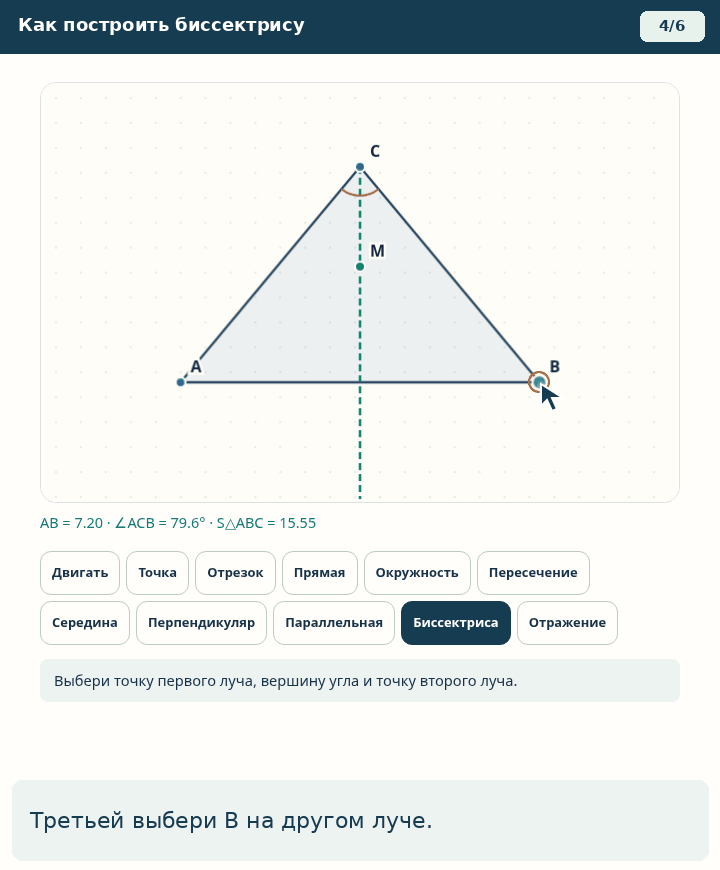 Как построить биссектрису
4/6
C
M
A
B
AB = 7.20 · ∠ACB = 79.6° · S△ABC = 15.55
Двигать Точка Отрезок Прямая Окружность Пересечение
Середина Перпендикуляр Параллельная Биссектриса Отражение
Выбери точку первого луча, вершину угла и точку второго луча.
Третьей выбери B на другом луче.